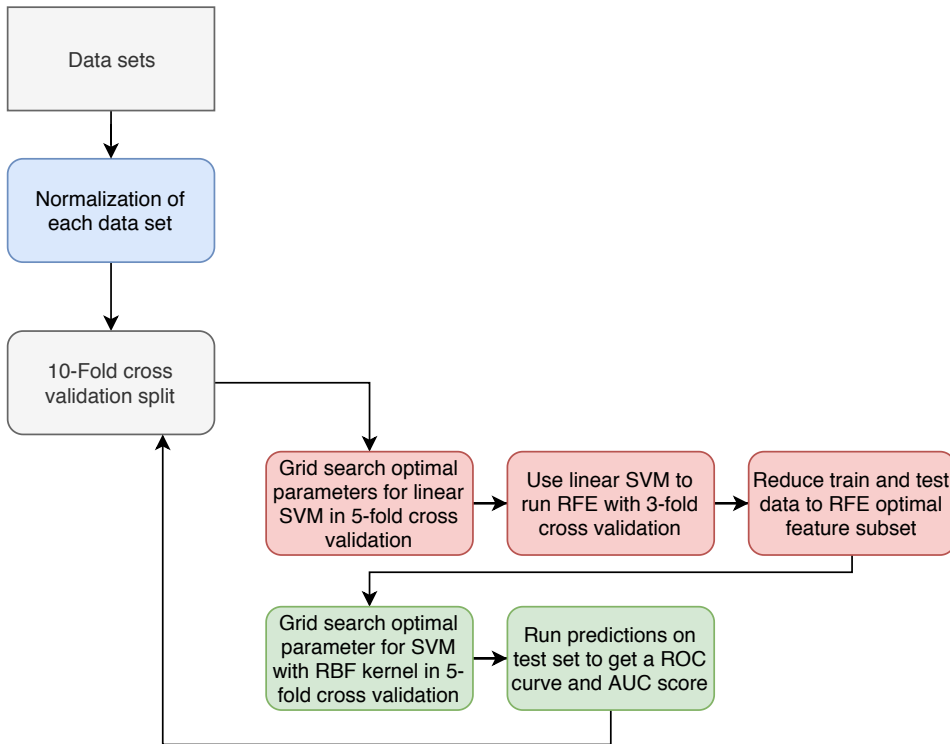 Data sets
Normalization of
each data set
10-Fold cross
validation split
Grid search optimal
parameters for linear
SVM in 5-fold cross
validation
Use linear SVM to
run RFE with 3-fold
cross validation
Reduce train and test
data to RFE optimal
feature subset
Grid search optimal
parameter for SVM
with RBF kernel in 5-
fold cross validation
Run predictions on
test set to get a ROC
curve and AUC score